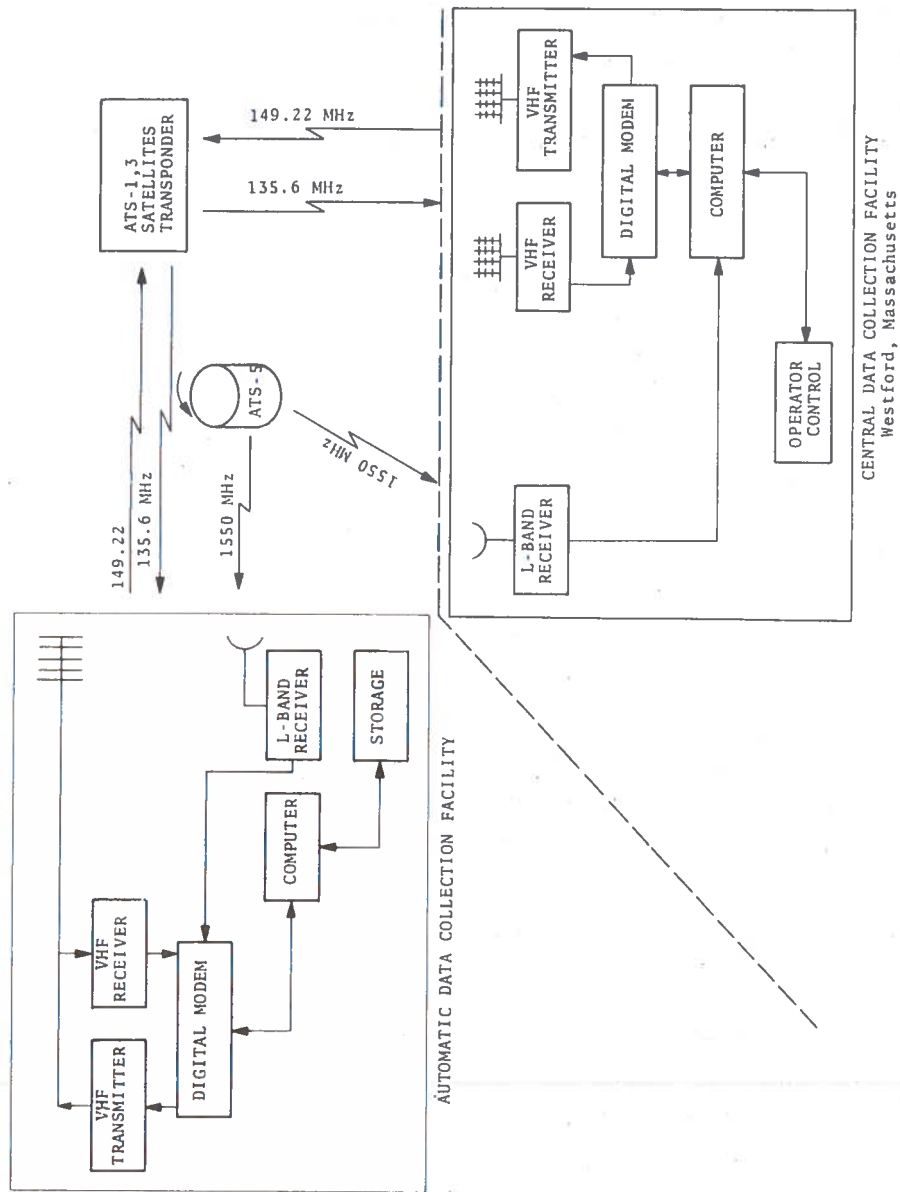 149.22
135.6 MHz
1550 MHz
VHF
TRANSMITTER
VHF
RECEIVER
DIGITAL MODEM
L-BAND
RECEIVER
COMPUTER
STORAGE
AUTOMATIC DATA COLLECTION FACILITY
ATS-1,3
SATELLITES
TRANSPONDER
ATS-5
149.22 MHz
135.6 MHz
1550 MHz
L-BAND
RECEIVER
VHF
RECEIVER
VHF
TRANSMITTER
DIGITAL MODEM
COMPUTER
OPERATOR
CONTROL
CENTRAL DATA COLLECTION FACILITY
Westford, Massachusetts